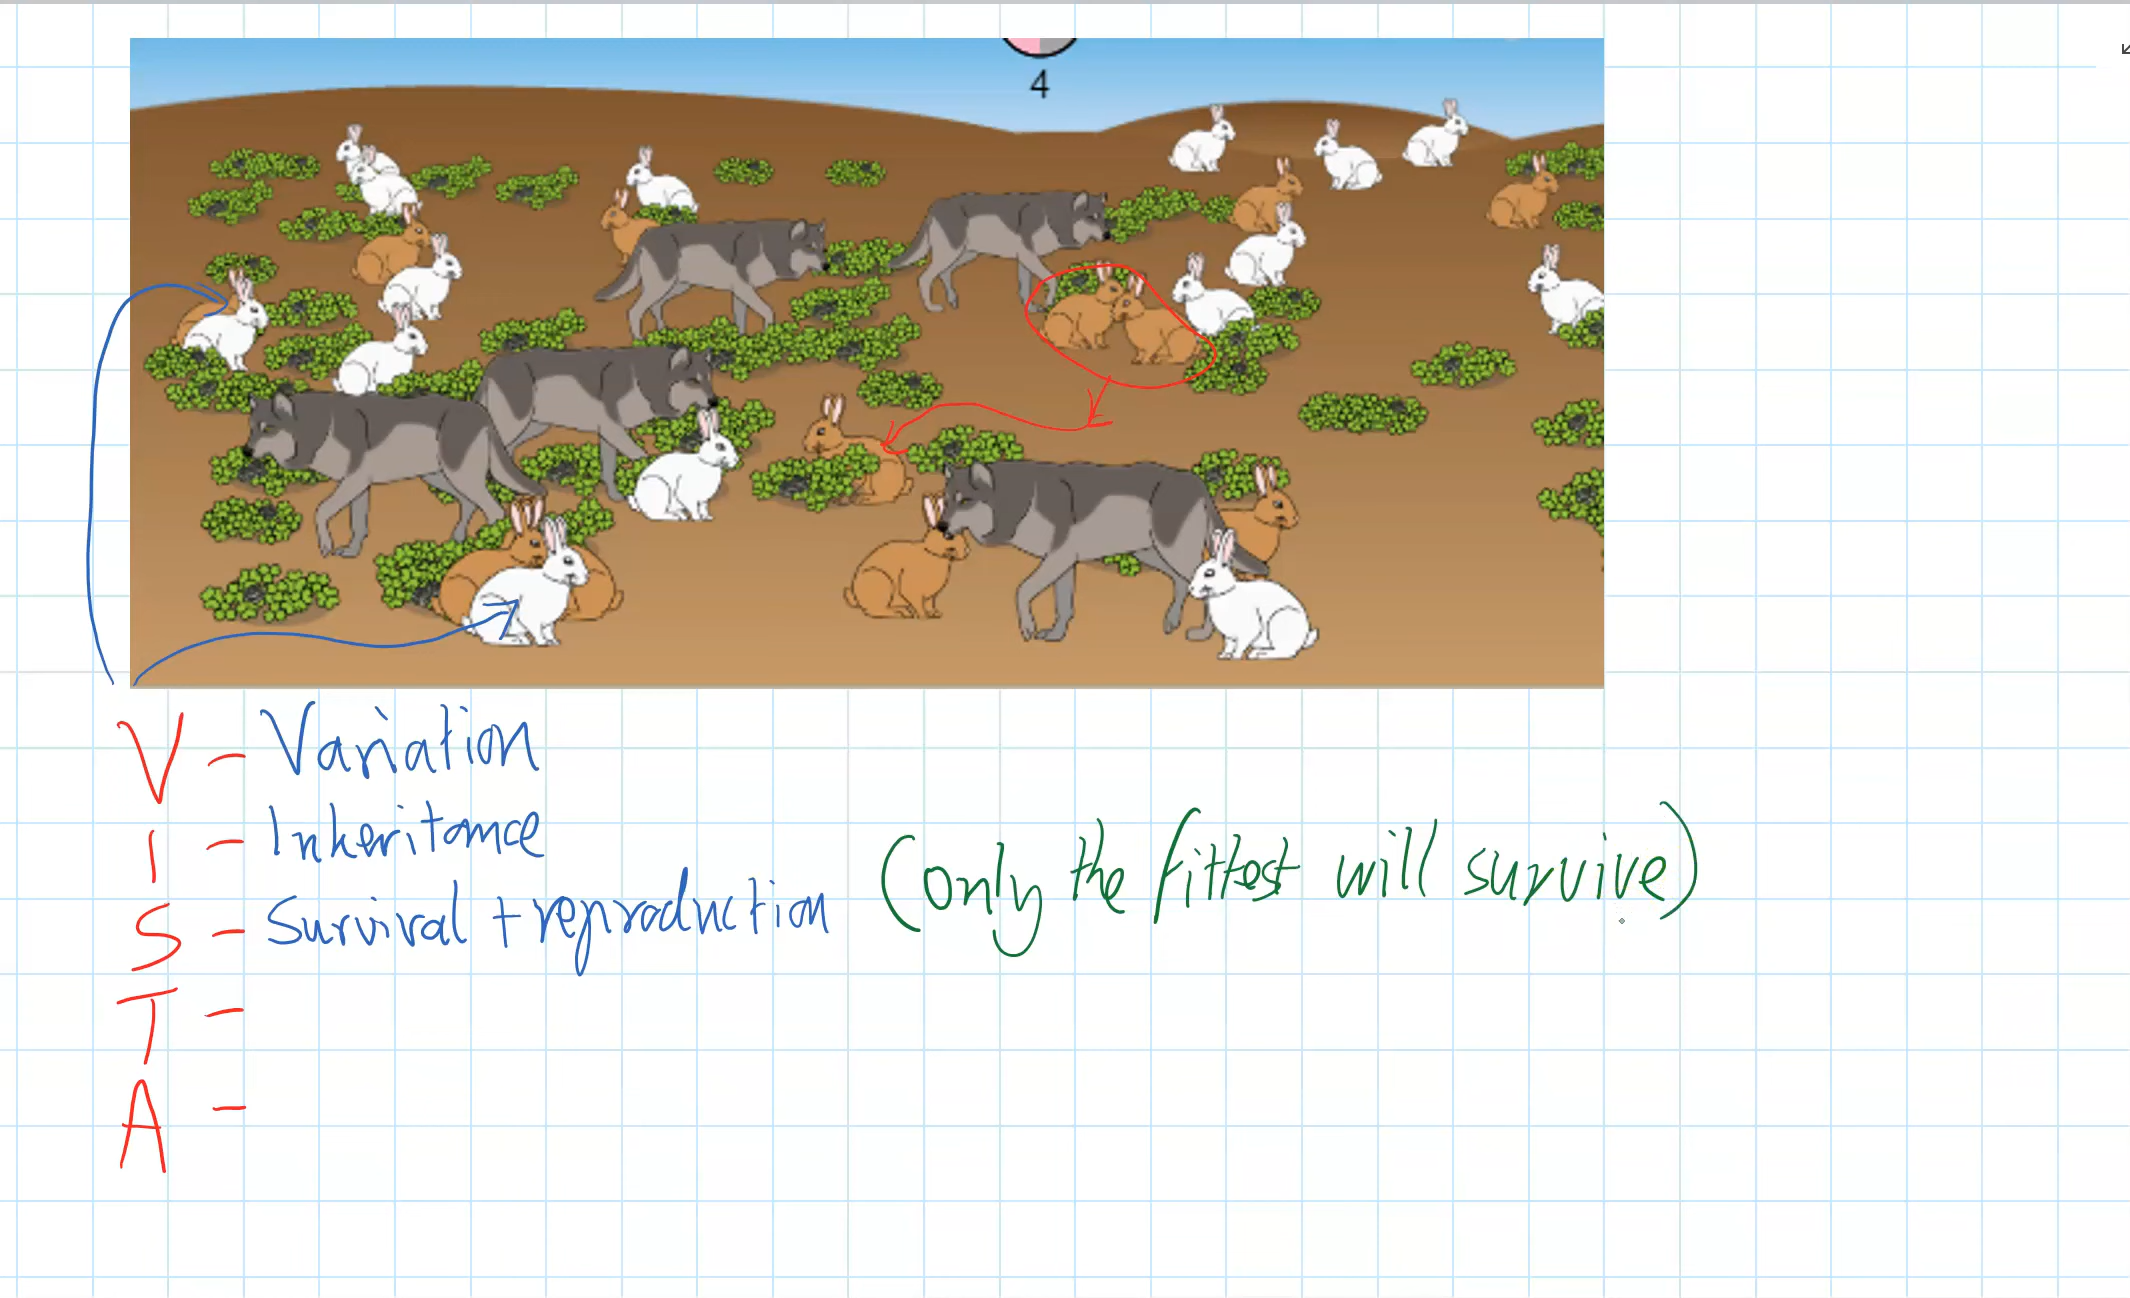 4
V - Variation
I - Inheritance
S - Survival + reproduction (only the fittest will survive)
T -
A -